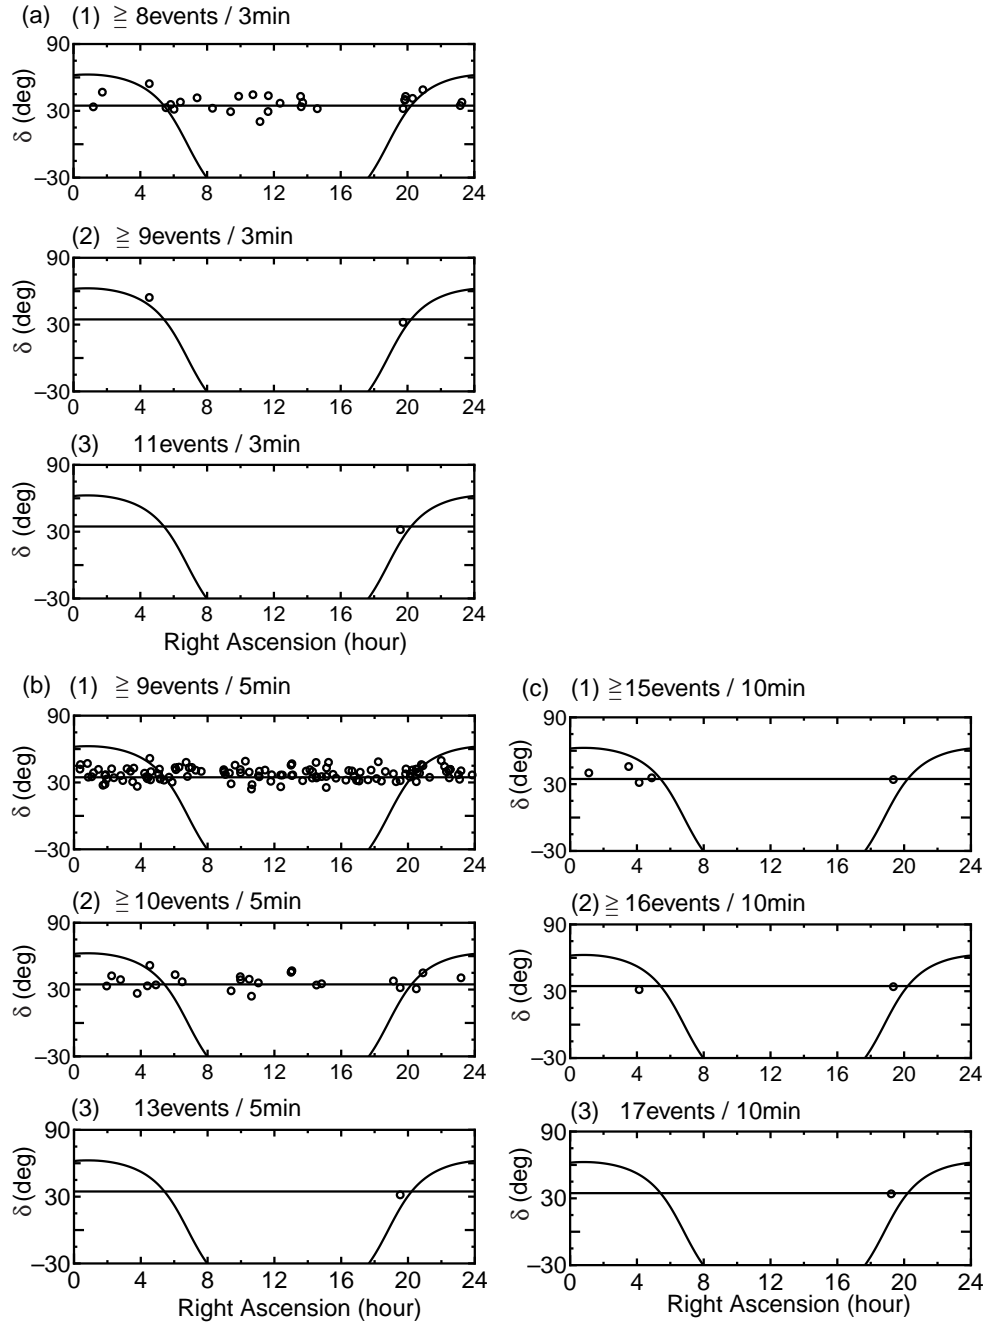 (a) (1) ≧ 8events / 3min
90
30
−30
δ (deg)
0 4 8 12 16 20 24
(2) ≧ 9events / 3min
90
30
−30
δ (deg)
0 4 8 12 16 20 24
(3) 11events / 3min
90
30
−30
δ (deg)
0 4 8 12 16 20 24
Right Ascension (hour)
(b) (1) ≧ 9events / 5min
90
30
−30
δ (deg)
0 4 8 12 16 20 24
(2) ≧ 10events / 5min
90
30
−30
δ (deg)
0 4 8 12 16 20 24
(3) 13events / 5min
90
30
−30
δ (deg)
0 4 8 12 16 20 24
Right Ascension (hour)
(c) (1) ≧ 15events / 10min
90
30
−30
δ (deg)
0 4 8 12 16 20 24
(2) ≧ 16events / 10min
90
30
−30
δ (deg)
0 4 8 12 16 20 24
(3) 17events / 10min
90
30
−30
δ (deg)
0 4 8 12 16 20 24
Right Ascension (hour)